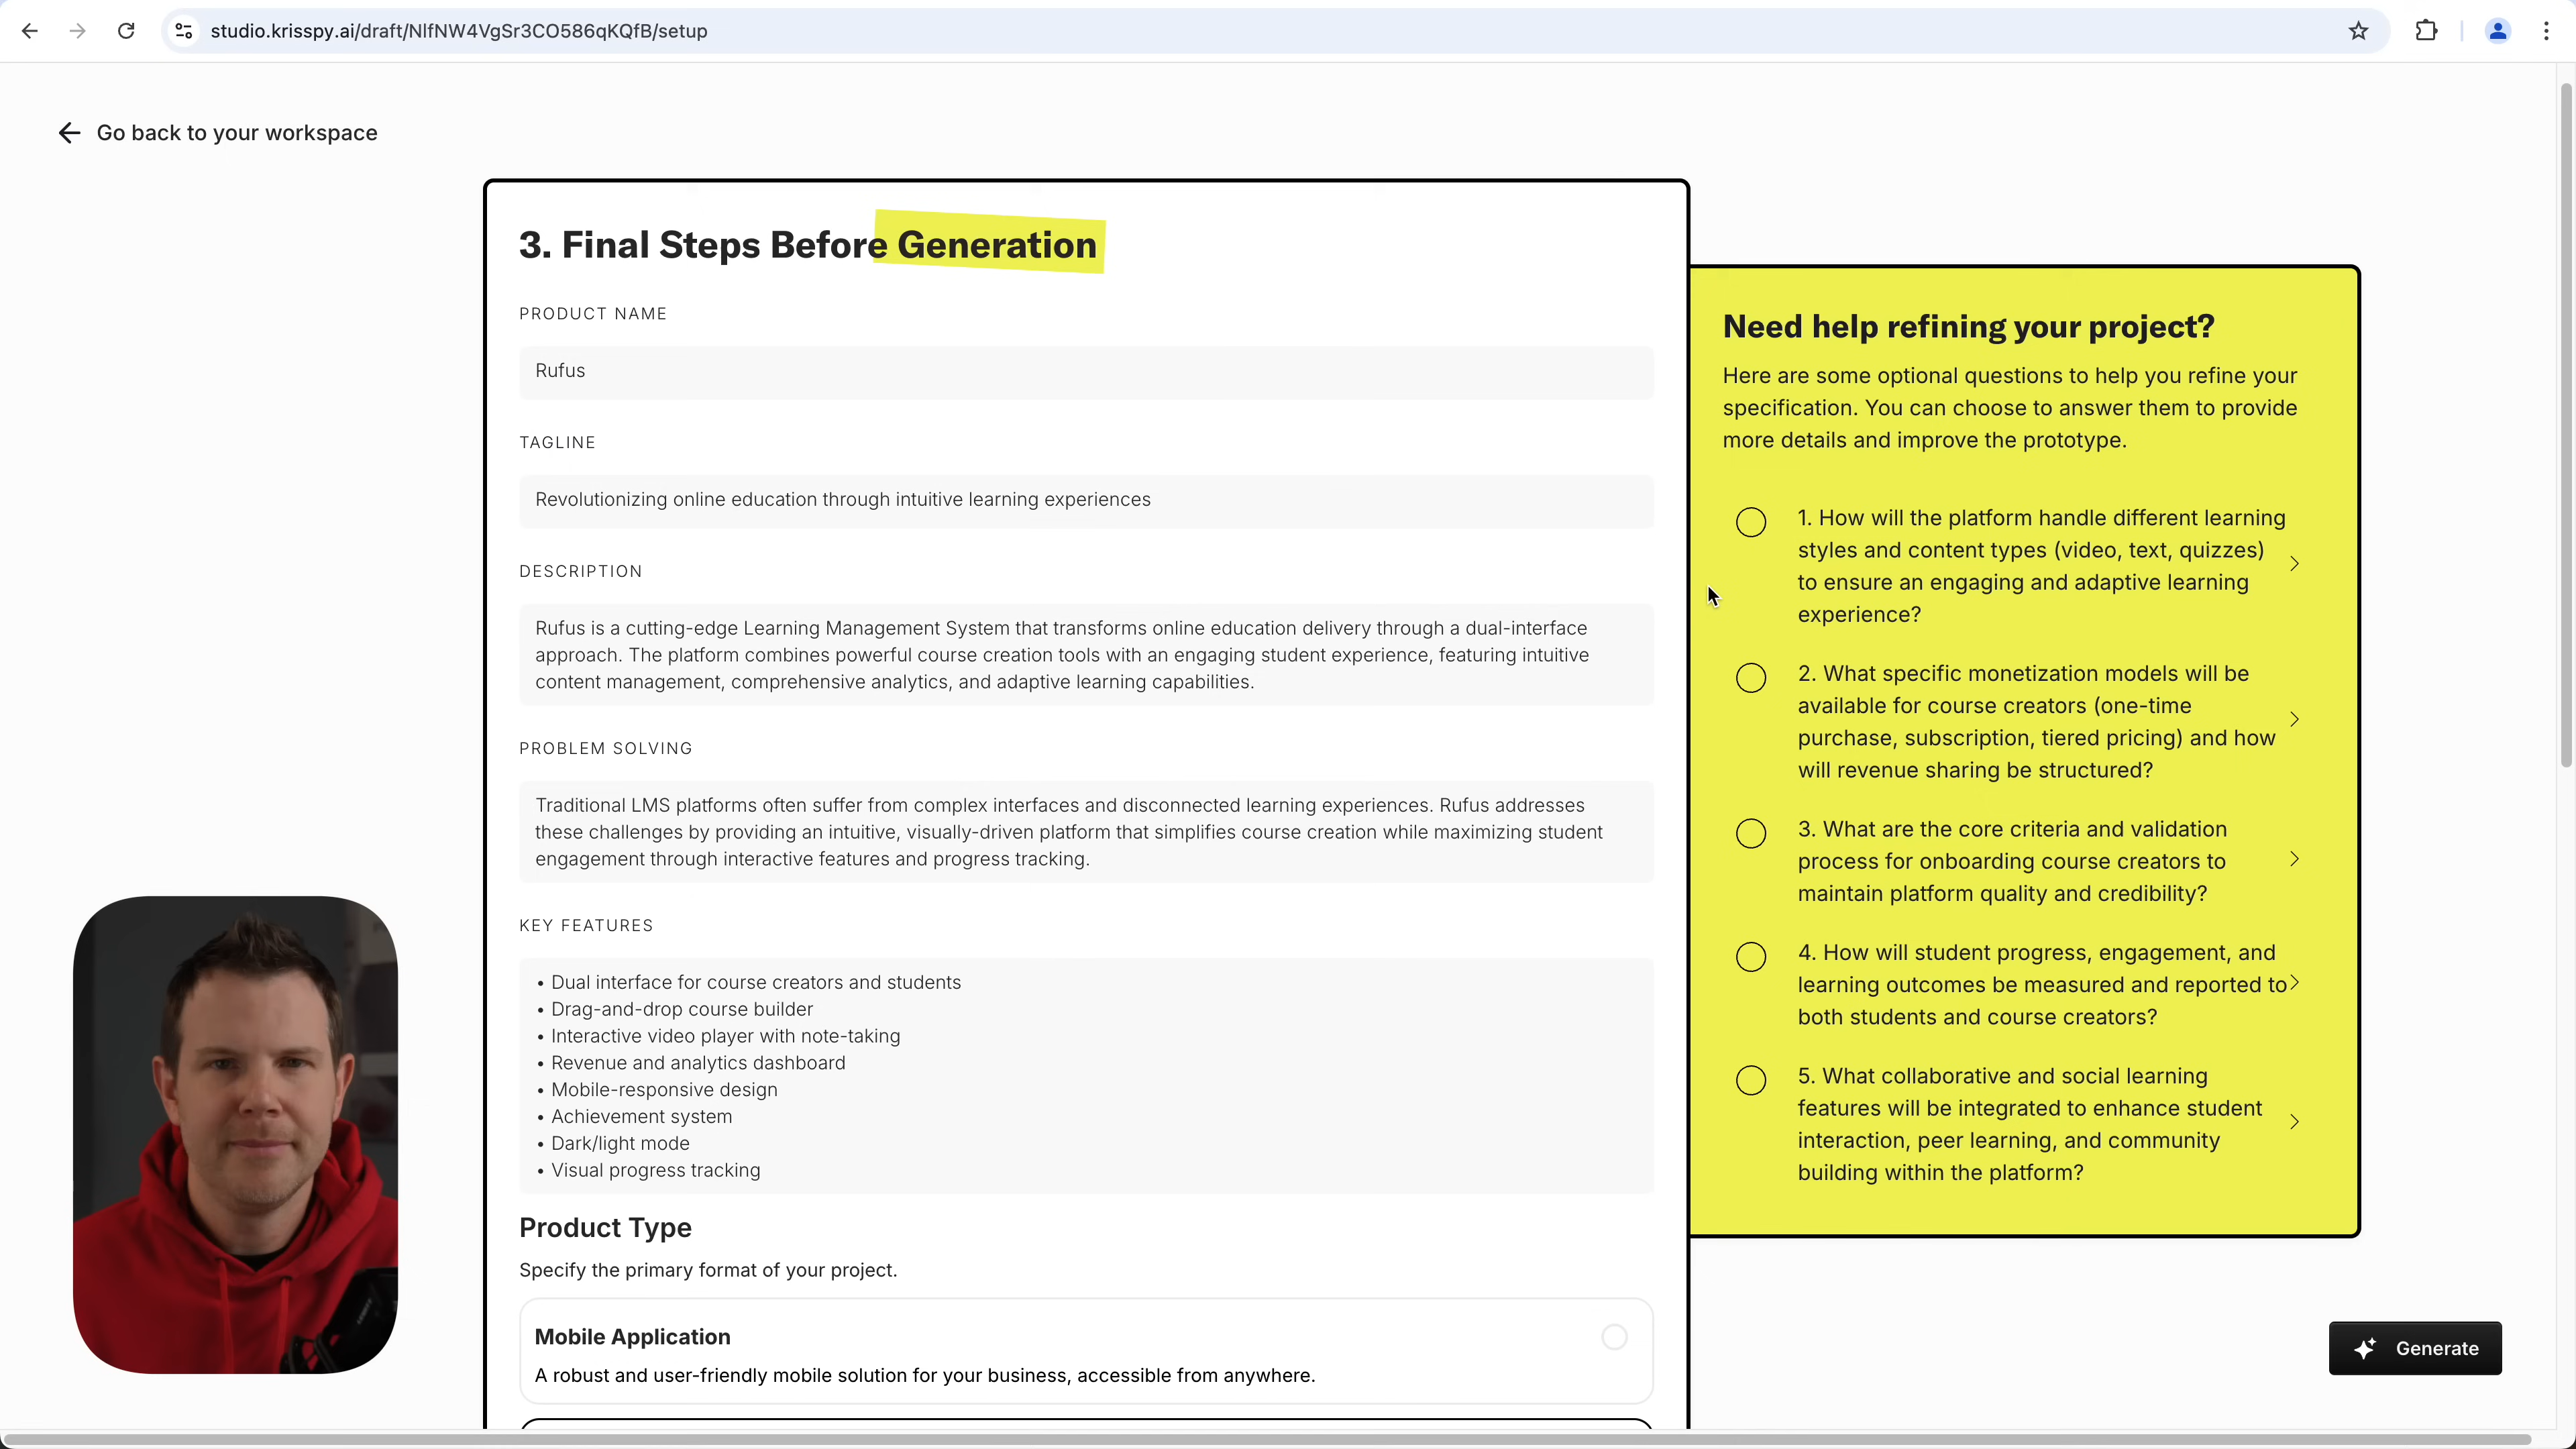 studio.krisspy.ai/draft/NlfNW4VgSr3CO586qKQfB/setup
Go back to your workspace
3. Final Steps Before Generation
PRODUCT NAME
Rufus
TAGLINE
Revolutionizing online education through intuitive learning experiences
DESCRIPTION
Rufus is a cutting-edge Learning Management System that transforms online education delivery through a dual-interface
approach. The platform combines powerful course creation tools with an engaging student experience, featuring intuitive
content management, comprehensive analytics, and adaptive learning capabilities.
PROBLEM SOLVING
Traditional LMS platforms often suffer from complex interfaces and disconnected learning experiences. Rufus addresses
these challenges by providing an intuitive, visually-driven platform that simplifies course creation while maximizing student
engagement through interactive features and progress tracking.
KEY FEATURES
• Dual interface for course creators and students
• Drag-and-drop course builder
• Interactive video player with note-taking
• Revenue and analytics dashboard
• Mobile-responsive design
• Achievement system
• Dark/light mode
• Visual progress tracking
Product Type
Specify the primary format of your project.
Mobile Application
A robust and user-friendly mobile solution for your business, accessible from anywhere.
Need help refining your project?
Here are some optional questions to help you refine your
specification. You can choose to answer them to provide
more details and improve the prototype.
1. How will the platform handle different learning
styles and content types (video, text, quizzes)
to ensure an engaging and adaptive learning
experience?
2. What specific monetization models will be
available for course creators (one-time
purchase, subscription, tiered pricing) and how
will revenue sharing be structured?
3. What are the core criteria and validation
process for onboarding course creators to
maintain platform quality and credibility?
4. How will student progress, engagement, and
learning outcomes be measured and reported to
both students and course creators?
5. What collaborative and social learning
features will be integrated to enhance student
interaction, peer learning, and community
building within the platform?
Generate